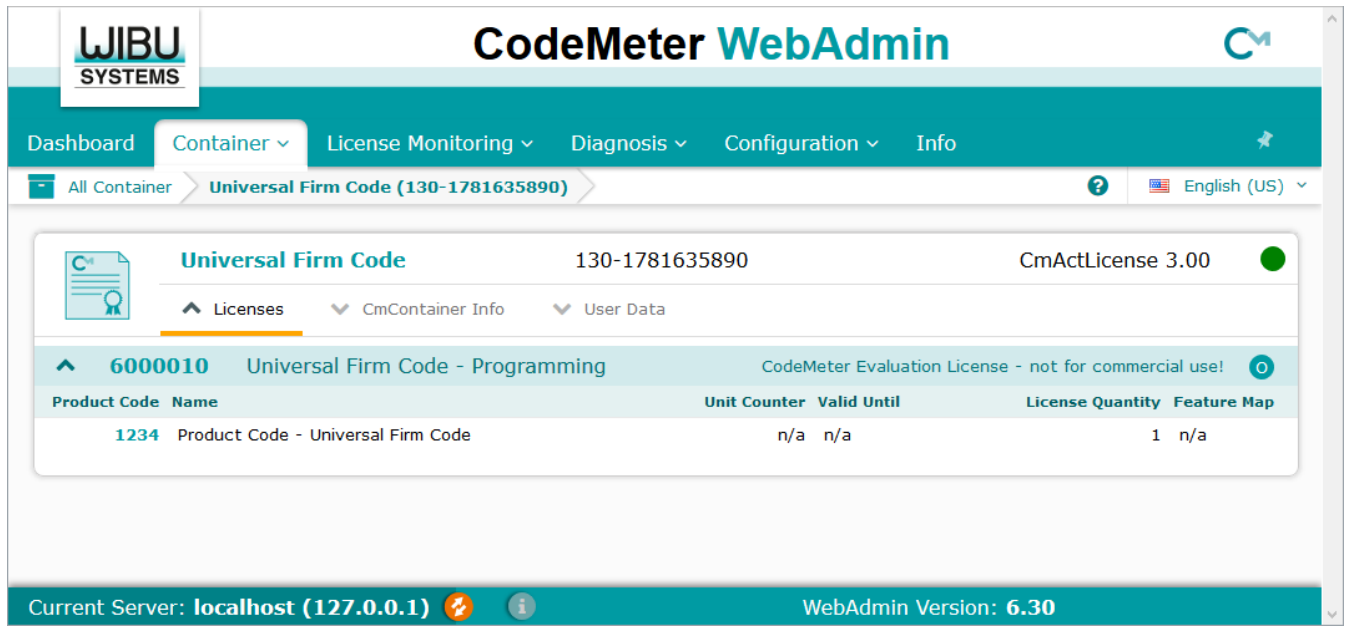 WIBU
SYSTEMS
CodeMeter WebAdmin
CM
Dashboard Container License Monitoring Diagnosis Configuration Info
All Container Universal Firm Code (130-1781635890) ? English (US)
CM
Universal Firm Code 130-1781635890 CmActLicense 3.00
Licenses CmContainer Info User Data
6000010 Universal Firm Code - Programming CodeMeter Evaluation License - not for commercial use! O
Product Code Name Unit Counter Valid Until License Quantity Feature Map
1234 Product Code - Universal Firm Code n/a n/a 1 n/a
Current Server: localhost (127.0.0.1) i WebAdmin Version: 6.30